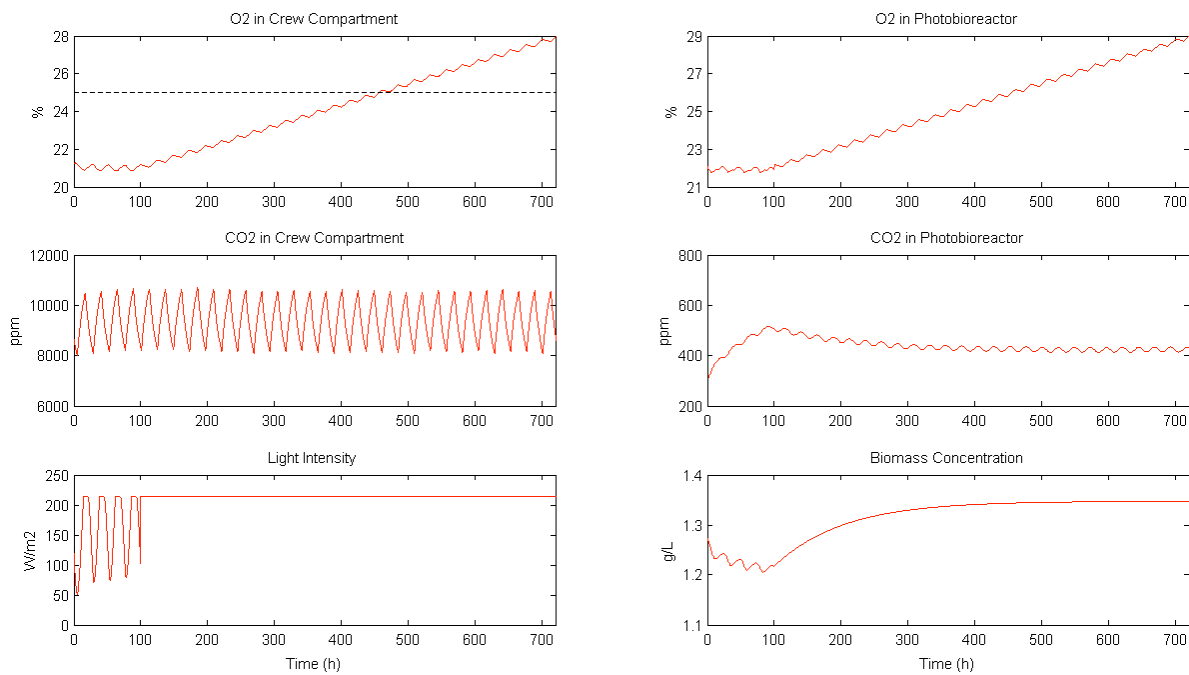 O2 in Crew Compartment
%
28
26
24
22
20
0 100 200 300 400 500 600 700
O2 in Photobioreactor
%
29
27
25
23
21
0 100 200 300 400 500 600 700
CO2 in Crew Compartment
ppm
12000
10000
8000
6000
0 100 200 300 400 500 600 700
CO2 in Photobioreactor
ppm
800
600
400
200
0 100 200 300 400 500 600 700
Light Intensity
W/m2
250
200
150
100
50
0
0 100 200 300 400 500 600 700
Time (h)
Biomass Concentration
g/L
1.4
1.3
1.2
1.1
0 100 200 300 400 500 600 700
Time (h)